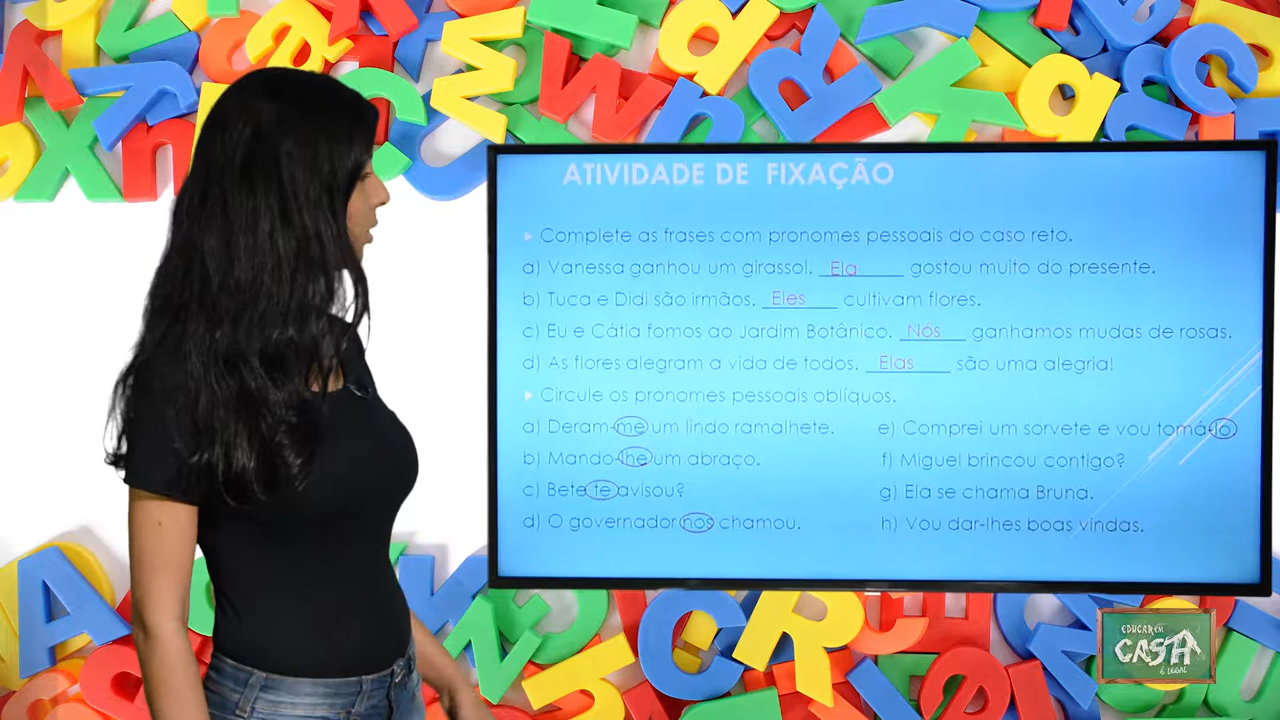 ATIVIDADE DE FIXAÇÃO
Complete as frases com pronomes pessoais do caso reto.
a) Vanessa ganhou um girassol. Ela gostou muito do presente.
b) Tuca e Didi são irmãos. Eles cultivam flores.
c) Eu e Cátia fomos ao Jardim Botânico. Nós ganhamos mudas de rosas.
d) As flores alegram a vida de todos. Elas são uma alegria!
Circule os pronomes pessoais oblíquos.
a) Deram-me um lindo ramalhete.
b) Mando-lhe um abraço.
c) Bete te avisou?
d) O governador nos chamou.
e) Comprei um sorvete e vou tomá-lo
f) Miguel brincou contigo?
g) Ela se chama Bruna.
h) Vou dar-lhes boas vindas.
EDUCAR EM
CASA
É LEGAL